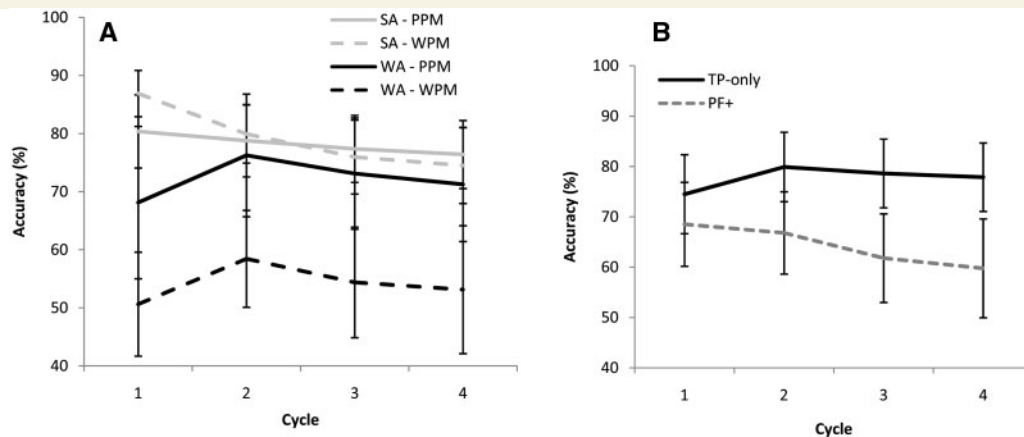 A
SA - PPM
SA - WPM
WA - PPM
WA - WPM
100
90
80
70
60
50
40
Accuracy (%)
1 2 3 4
Cycle
B
TP-only
PF+
100
90
80
70
60
50
40
Accuracy (%)
1 2 3 4
Cycle